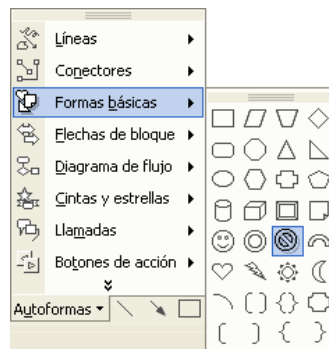 Líneas
Conectores
Formas básicas
Flechas de bloque
Diagrama de flujo
Cintas y estrellas
Llamadas
Botones de acción
Autoformas